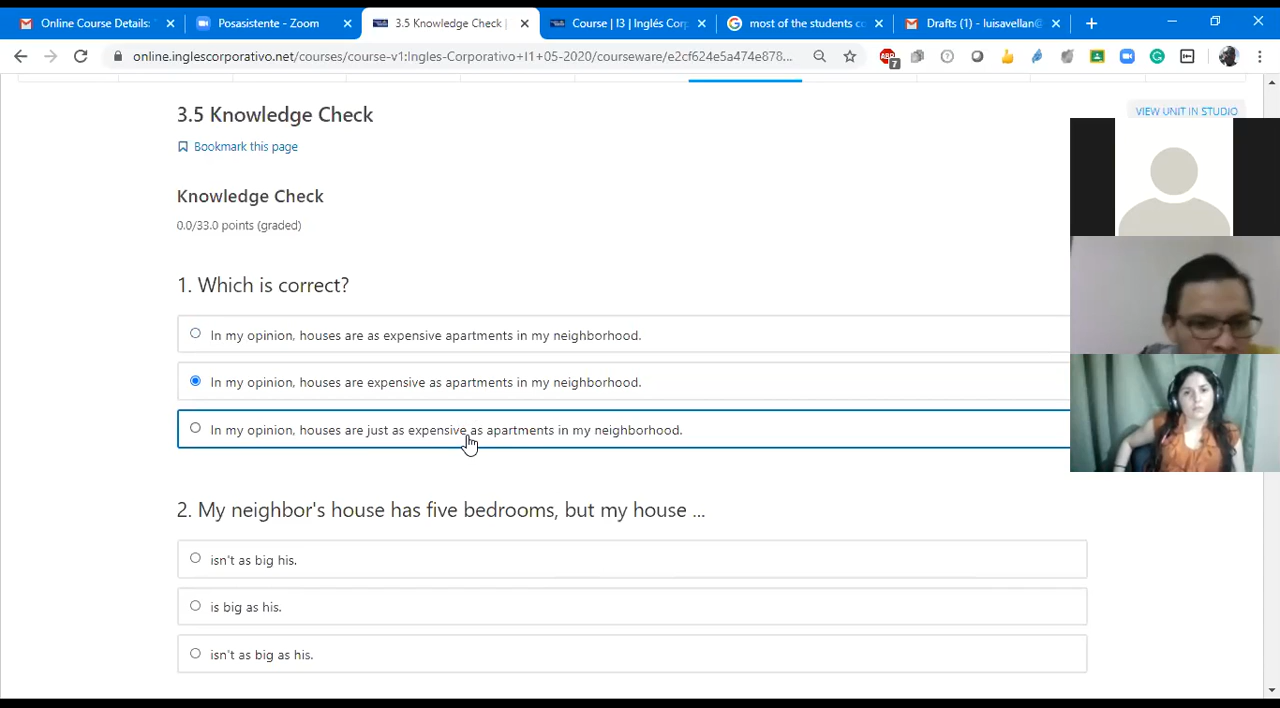 Online Course Details:
Posasistente - Zoom
3.5 Knowledge Check |
Course | I3 | Inglés Corp
most of the students c
Drafts (1) - luisavellan
online.inglescorporativo.net/courses/course-v1:Ingles-Corporativo+I1+05-2020/courseware/e2cf624e5a474e878...
7
3.5 Knowledge Check
VIEW UNIT IN STUDIO
Bookmark this page
Knowledge Check
0.0/33.0 points (graded)
1. Which is correct?
In my opinion, houses are as expensive apartments in my neighborhood.
In my opinion, houses are expensive as apartments in my neighborhood.
In my opinion, houses are just as expensive as apartments in my neighborhood.
2. My neighbor's house has five bedrooms, but my house ...
isn't as big his.
is big as his.
isn't as big as his.